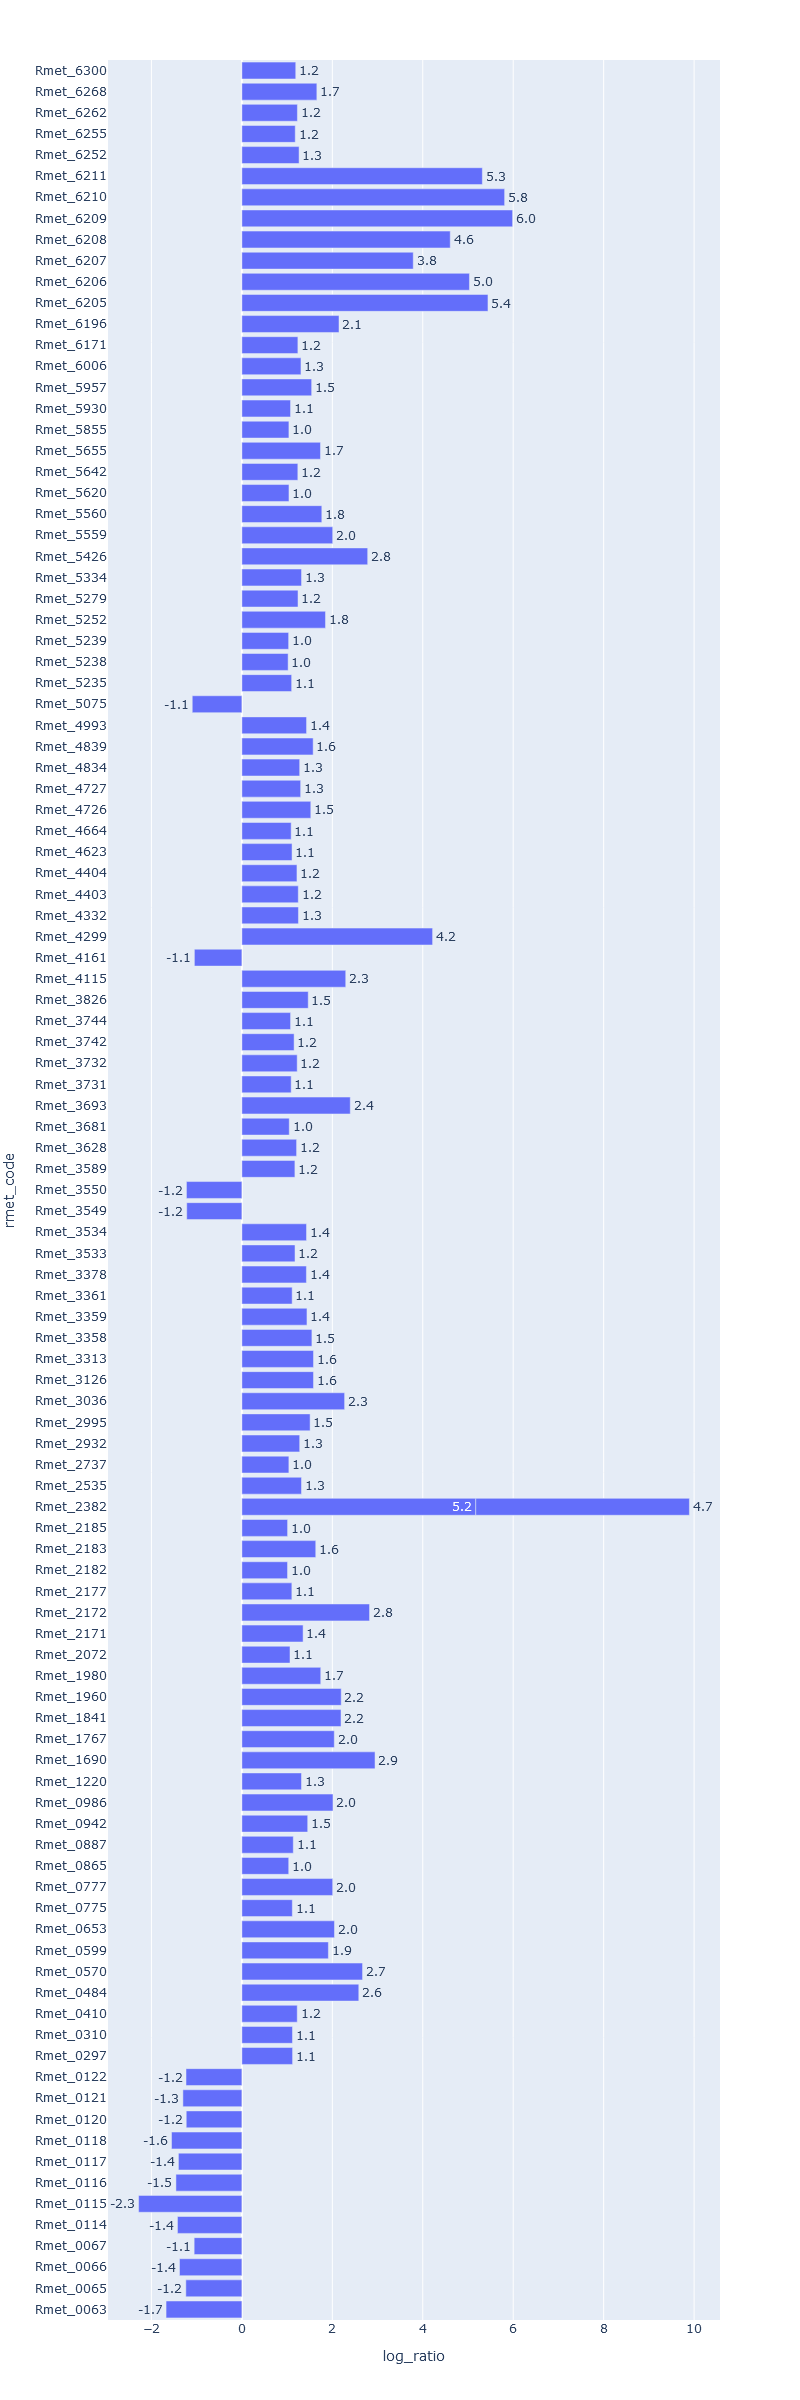 Rmet_6300 1.2
Rmet_6268 1.7
Rmet_6262 1.2
Rmet_6255 1.2
Rmet_6252 1.3
Rmet_6211 5.3
Rmet_6210 5.8
Rmet_6209 6.0
Rmet_6208 4.6
Rmet_6207 3.8
Rmet_6206 5.0
Rmet_6205 5.4
Rmet_6196 2.1
Rmet_6171 1.2
Rmet_6006 1.3
Rmet_5957 1.5
Rmet_5930 1.1
Rmet_5855 1.0
Rmet_5655 1.7
Rmet_5642 1.2
Rmet_5620 1.0
Rmet_5560 1.8
Rmet_5559 2.0
Rmet_5426 2.8
Rmet_5334 1.3
Rmet_5279 1.2
Rmet_5252 1.8
Rmet_5239 1.0
Rmet_5238 1.0
Rmet_5235 1.1
Rmet_5075 -1.1
Rmet_4993 1.4
Rmet_4839 1.6
Rmet_4834 1.3
Rmet_4727 1.3
Rmet_4726 1.5
Rmet_4664 1.1
Rmet_4623 1.1
Rmet_4404 1.2
Rmet_4403 1.2
Rmet_4332 1.3
Rmet_4299 4.2
Rmet_4161 -1.1
Rmet_4115 2.3
Rmet_3826 1.5
Rmet_3744 1.1
Rmet_3742 1.2
Rmet_3732 1.2
Rmet_3731 1.1
Rmet_3693 2.4
Rmet_3681 1.0
Rmet_3628 1.2
Rmet_3589 1.2
Rmet_3550 -1.2
Rmet_3549 -1.2
Rmet_3534 1.4
Rmet_3533 1.2
Rmet_3378 1.4
Rmet_3361 1.1
Rmet_3359 1.4
Rmet_3358 1.5
Rmet_3313 1.6
Rmet_3126 1.6
Rmet_3036 2.3
Rmet_2995 1.5
Rmet_2932 1.3
Rmet_2737 1.0
Rmet_2535 1.3
Rmet_2382 5.2 4.7
Rmet_2185 1.0
Rmet_2183 1.6
Rmet_2182 1.0
Rmet_2177 1.1
Rmet_2172 2.8
Rmet_2171 1.4
Rmet_2072 1.1
Rmet_1980 1.7
Rmet_1960 2.2
Rmet_1841 2.2
Rmet_1767 2.0
Rmet_1690 2.9
Rmet_1220 1.3
Rmet_0986 2.0
Rmet_0942 1.5
Rmet_0887 1.1
Rmet_0865 1.0
Rmet_0777 2.0
Rmet_0775 1.1
Rmet_0653 2.0
Rmet_0599 1.9
Rmet_0570 2.7
Rmet_0484 2.6
Rmet_0410 1.2
Rmet_0310 1.1
Rmet_0297 1.1
Rmet_0122 -1.2
Rmet_0121 -1.3
Rmet_0120 -1.2
Rmet_0118 -1.6
Rmet_0117 -1.4
Rmet_0116 -1.5
Rmet_0115 -2.3
Rmet_0114 -1.4
Rmet_0067 -1.1
Rmet_0066 -1.4
Rmet_0065 -1.2
Rmet_0063 -1.7
−2 0 2 4 6 8 10
log_ratio
rmet_code